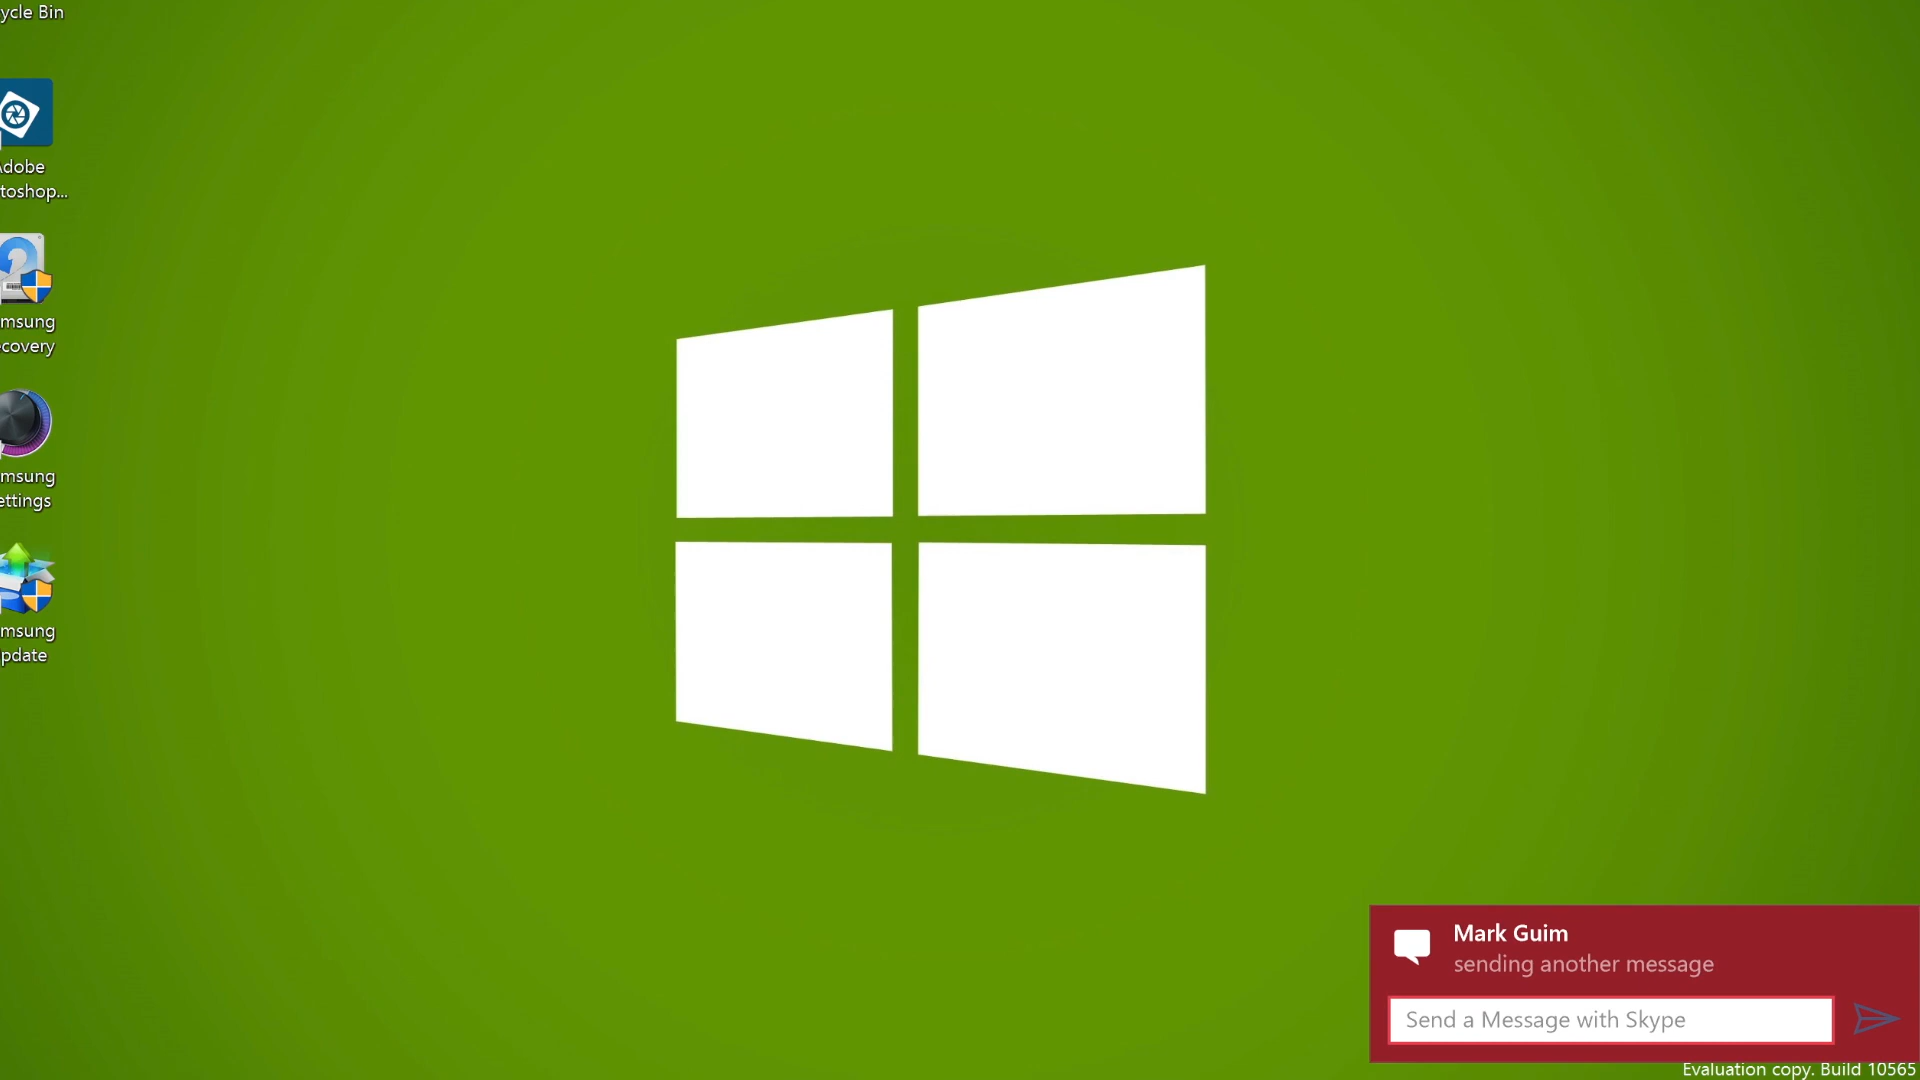 ycle Bin
Adobe
toshop...
msung
covery
msung
ettings
msung
pdate
Mark Guim
sending another message
Send a Message with Skype
Evaluation copy. Build 10565